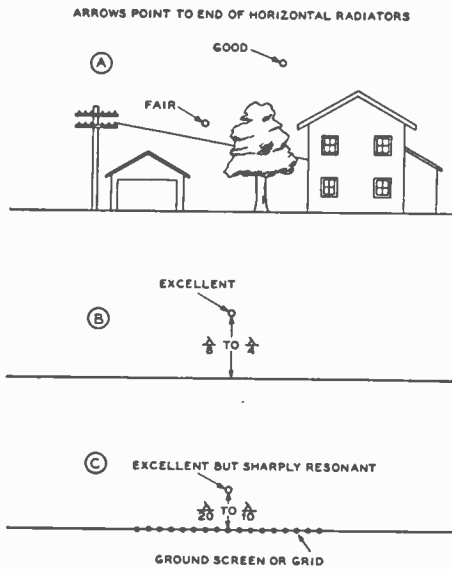 ARROWS POINT TO END OF HORIZONTAL RADIATORS
GOOD
A
FAIR
EXCELLENT
B
λ/8 TO λ/4
C
EXCELLENT BUT SHARPLY RESONANT
λ/20 TO λ/10
GROUND SCREEN OR GRID